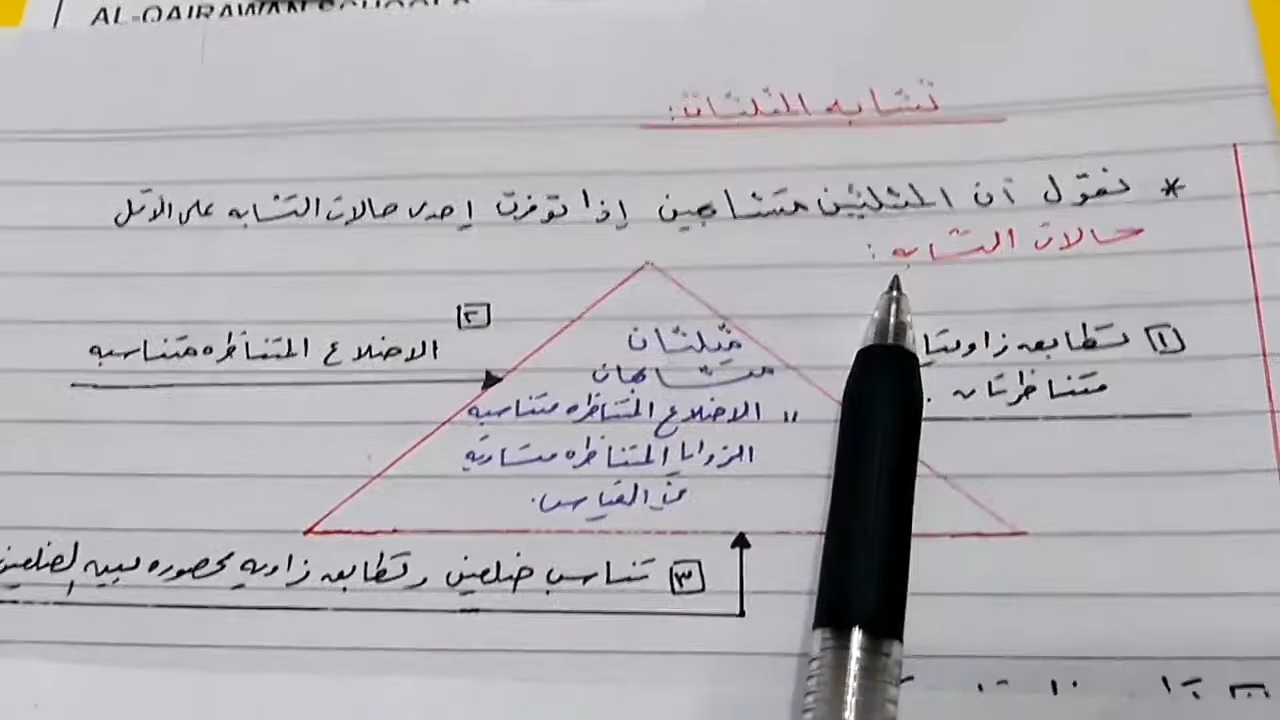 AL-QAIRAWAN SCHOOLS
تشابه المثلثات:
* نقول أن المثلثين متشابهين إذا توفرت إحدى حالات التشابه على الأقل
حالات التشابه:
١ تطابق زاويتا
متناظرتان.
٢
الاضلاع المتناظره متناسبه
مثلثان
متشابهان
،، الاضلاع المتناظره متناسبه
الزوايا المتناظره متساويه
في القياس.
٣ تناسب ضلعين وتطابق زاويه محصوره بين الضلعين